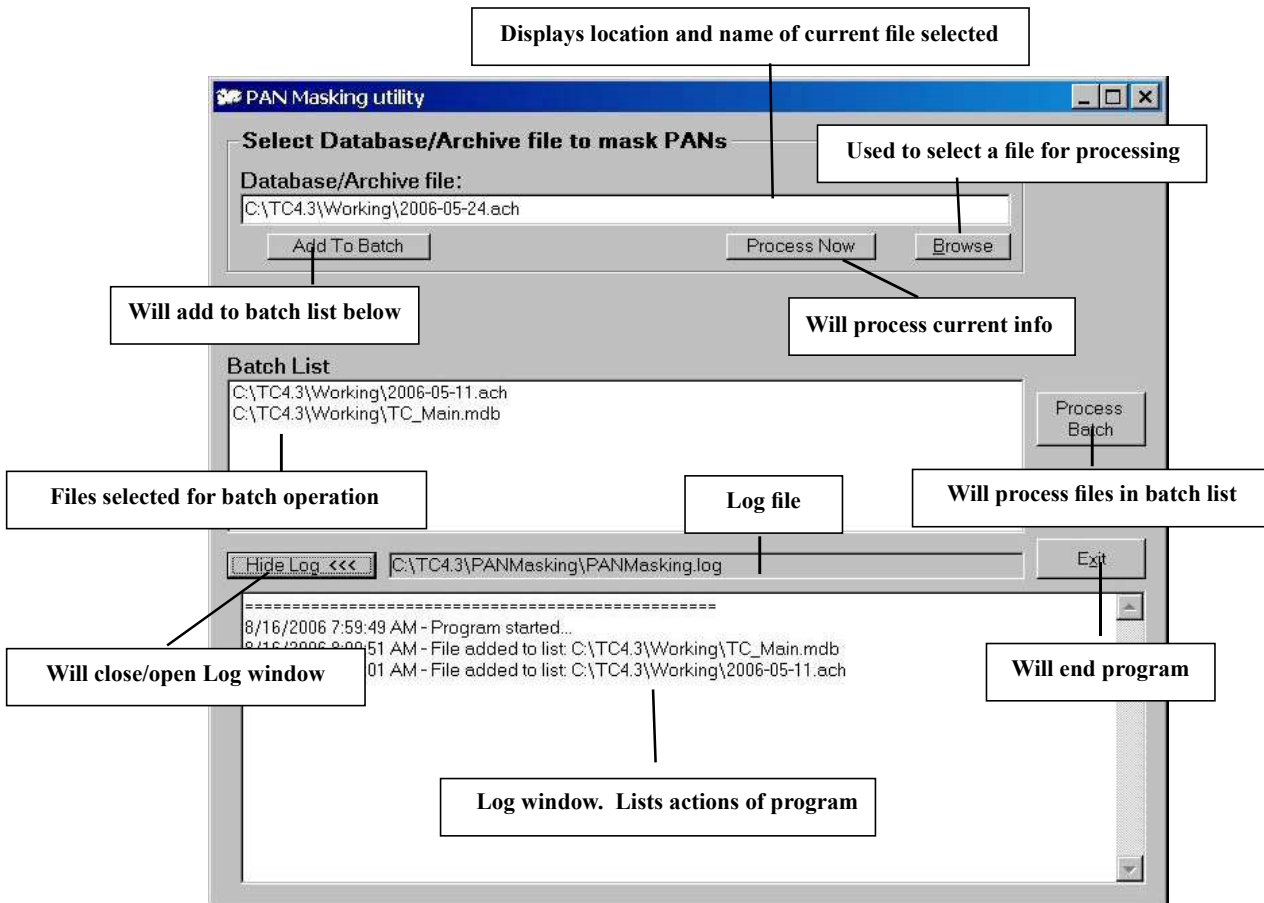 Displays location and name of current file selected
PAN Masking utility
Select Database/Archive file to mask PANs
Used to select a file for processing
Database/Archive file:
C:\TC4.3\Working\2006-05-24.ach
Add To Batch
Process Now
Browse
Will add to batch list below
Will process current info
Batch List
C:\TC4.3\Working\2006-05-11.ach
C:\TC4.3\Working\TC_Main.mdb
Process
Batch
Files selected for batch operation
Will process files in batch list
Log file
Hide Log <<<
C:\TC4.3\PANMasking\PANMasking.log
Exit
==================================================
8/16/2006 7:59:49 AM - Program started...
51 AM - File added to list: C:\TC4.3\Working\TC_Main.mdb
01 AM - File added to list: C:\TC4.3\Working\2006-05-11.ach
Will close/open Log window
Will end program
Log window. Lists actions of program